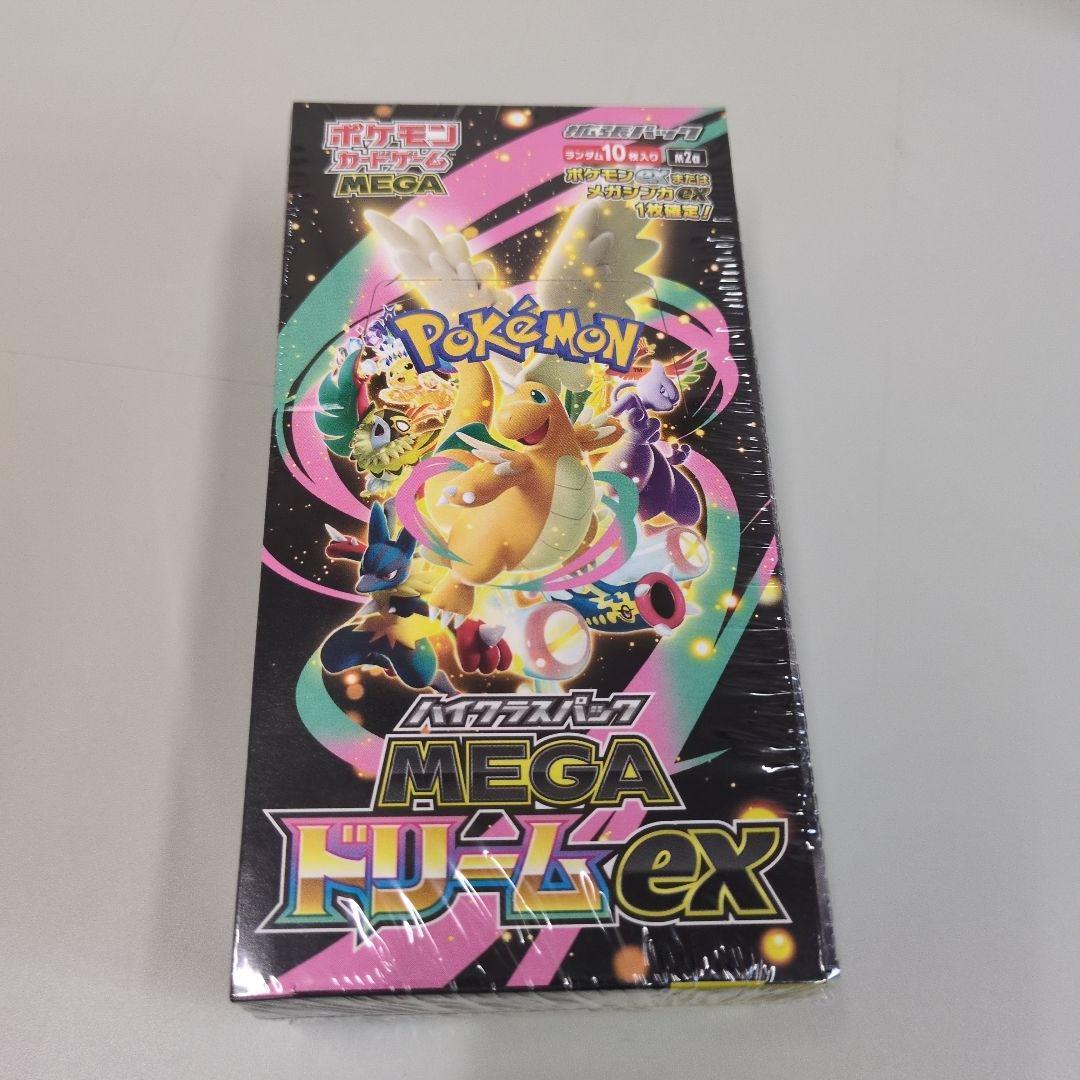 ポケモン
カードゲーム
MEGA
拡張パック
ランダム10枚入り M2a
ポケモンexまたは
メガシンカex
1枚確定!
POKéMON
TM
ハイクラスパック
MEGA
ドリームex